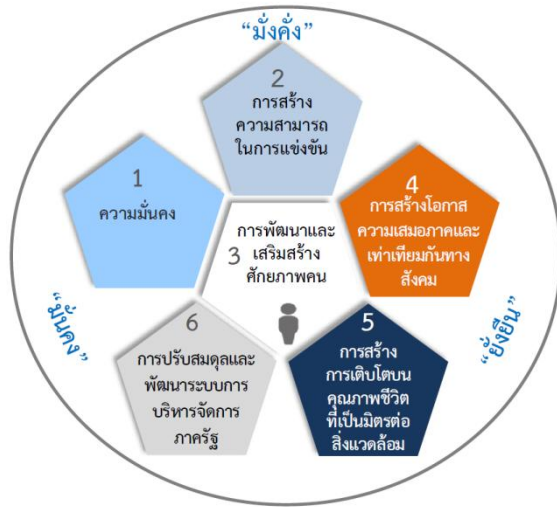 “มั่งคั่ง”
2
การสร้าง
ความสามารถ
ในการแข่งขัน
1
ความมั่นคง
4
การสร้างโอกาส
ความเสมอภาคและ
เท่าเทียมกันทาง
สังคม
การพัฒนาและ
3 เสริมสร้าง
ศักยภาพคน
“มั่นคง”
“ยั่งยืน”
6
การปรับสมดุลและ
พัฒนาระบบการ
บริหารจัดการ
ภาครัฐ
5
การสร้าง
การเติบโตบน
คุณภาพชีวิต
ที่เป็นมิตรต่อ
สิ่งแวดล้อม